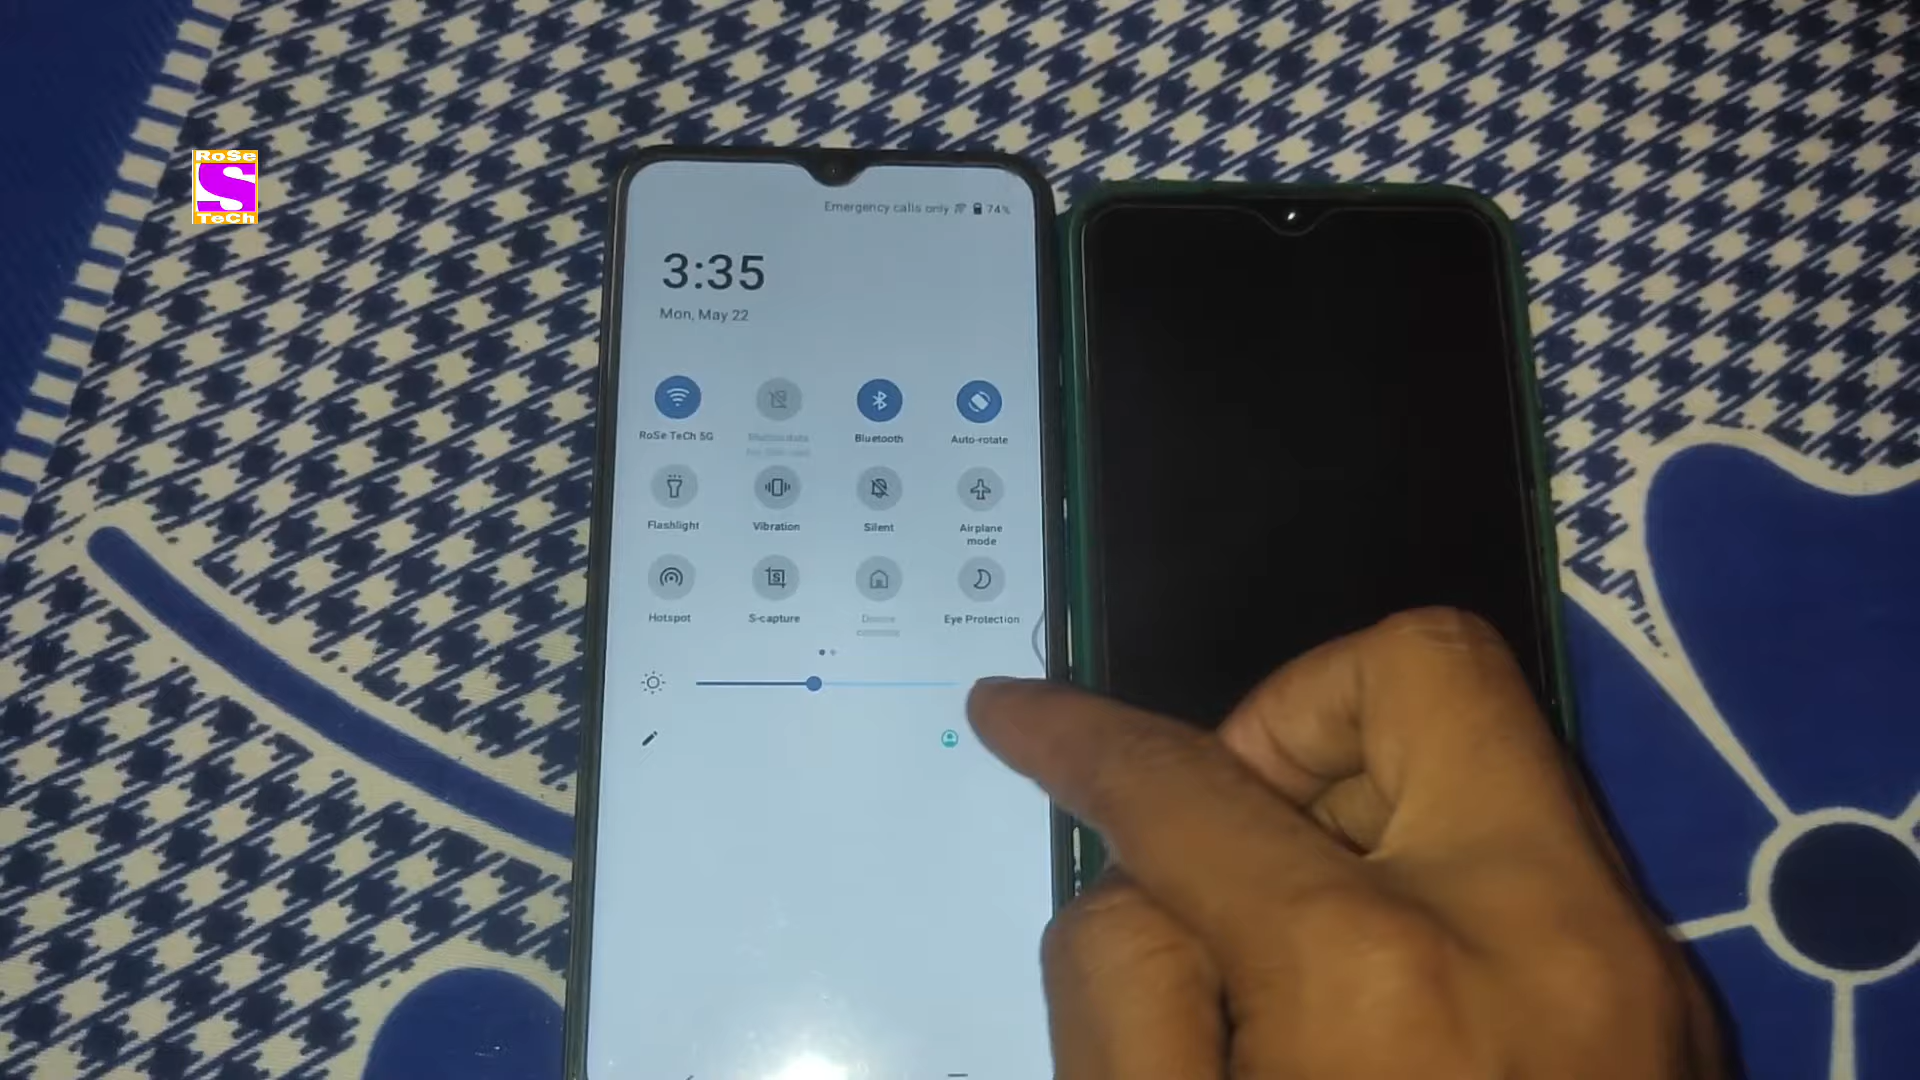 RoSe
S
TeCh
Emergency calls only 74%
3:35
Mon, May 22
RoSe TeCh 5G
Bluetooth
Auto-rotate
Flashlight
Vibration
Silent
Airplane
mode
Hotspot
S-capture
Eye Protection